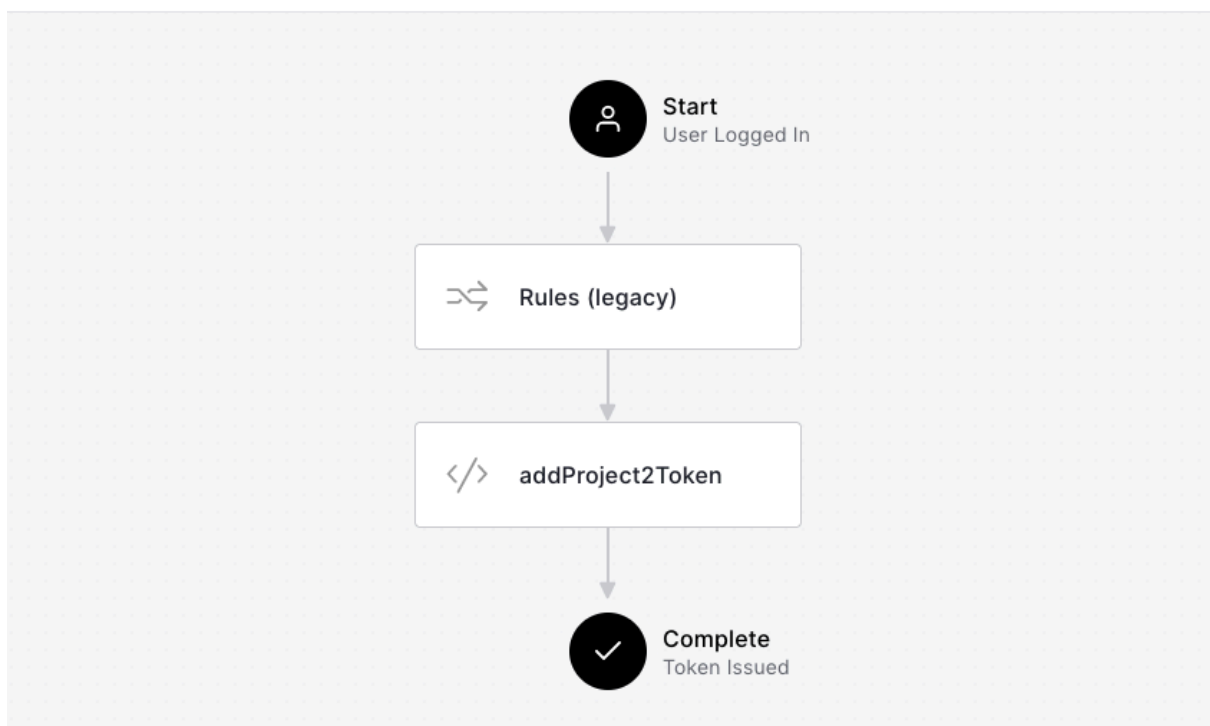 Start
User Logged In
Rules (legacy)
addProject2Token
Complete
Token Issued